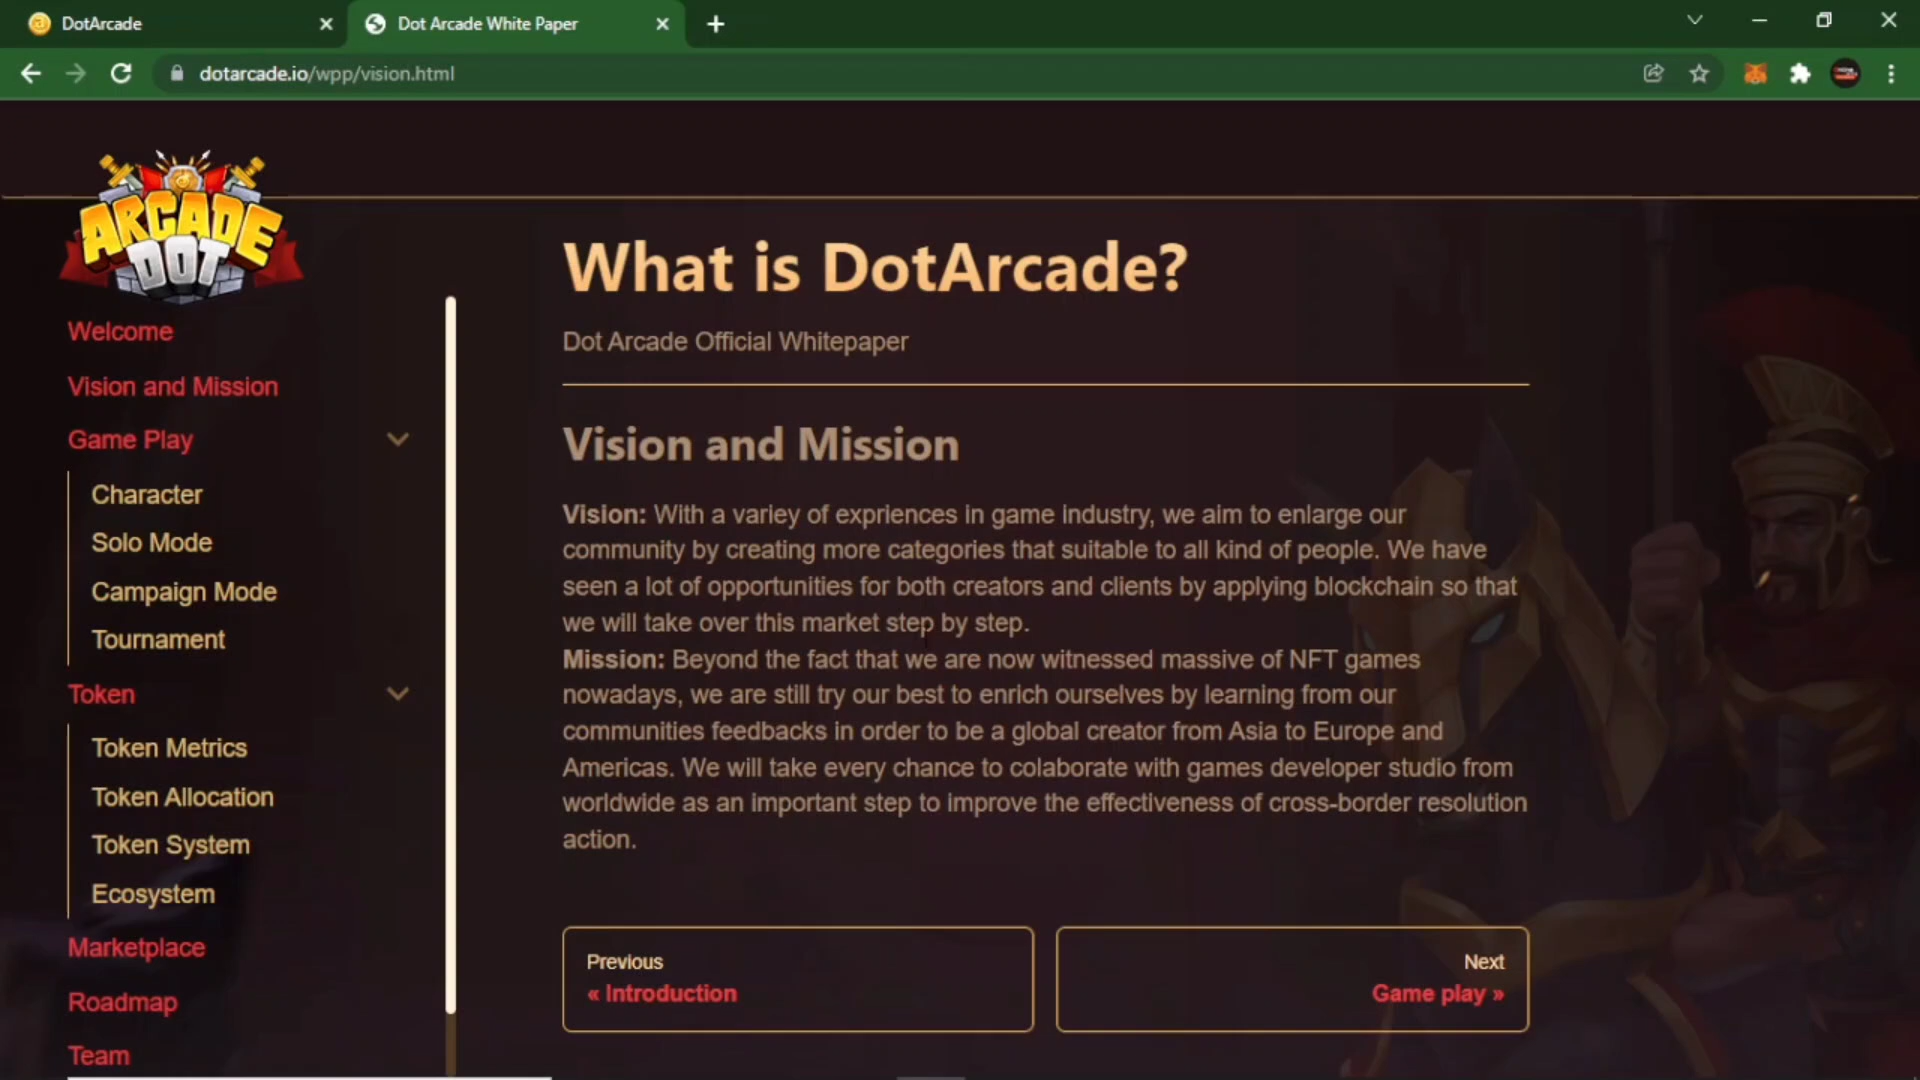 DotArcade
Dot Arcade White Paper
dotarcade.io/wpp/vision.html
ARCADE
DOT
Welcome
Vision and Mission
Game Play
Character
Solo Mode
Campaign Mode
Tournament
Token
Token Metrics
Token Allocation
Token System
Ecosystem
Marketplace
Roadmap
Team
What is DotArcade?
Dot Arcade Official Whitepaper
Vision and Mission
Vision: With a variey of expriences in game industry, we aim to enlarge our
community by creating more categories that suitable to all kind of people. We have
seen a lot of opportunities for both creators and clients by applying blockchain so that
we will take over this market step by step.
Mission: Beyond the fact that we are now witnessed massive of NFT games
nowadays, we are still try our best to enrich ourselves by learning from our
communities feedbacks in order to be a global creator from Asia to Europe and
Americas. We will take every chance to colaborate with games developer studio from
worldwide as an important step to improve the effectiveness of cross-border resolution
action.
Previous
« Introduction
Next
Game play »